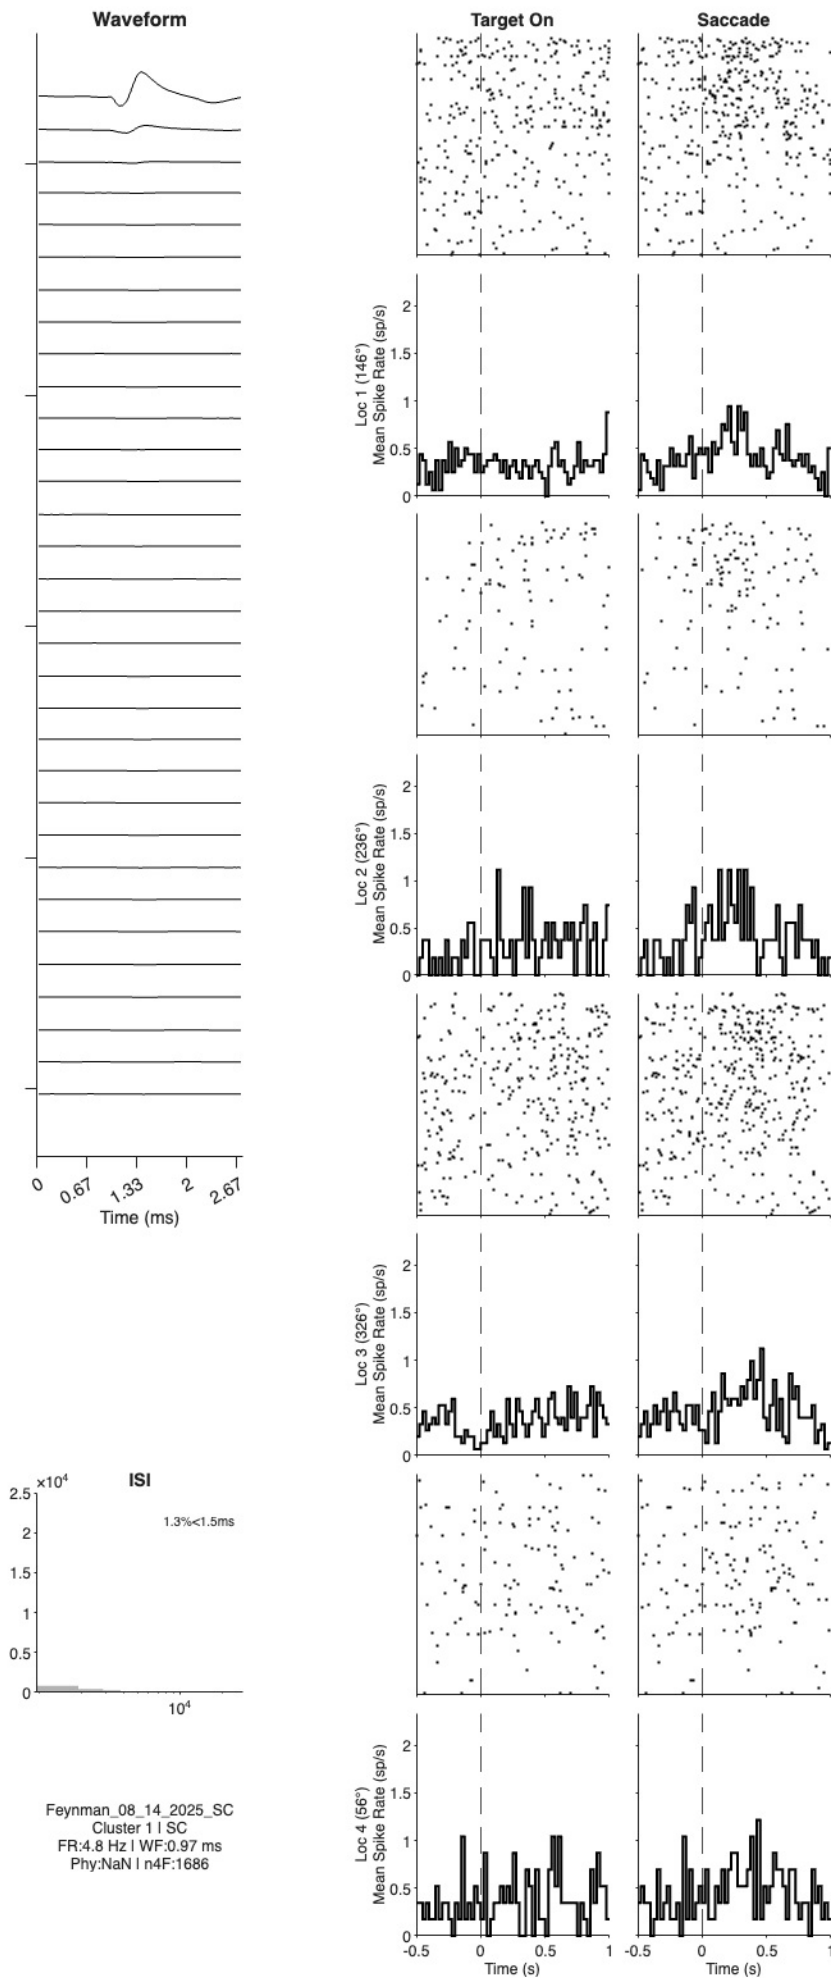 Waveform
0
0.67
1.33
2
2.67
Time (ms)
ISI
×10⁴
2.5
2
1.5
1
0.5
0
1.3%<1.5ms
10⁴
Feynman_08_14_2025_SC
Cluster 1 | SC
FR:4.8 Hz | WF:0.97 ms
Phy:NaN | n4F:1686
Target On
Saccade
Loc 1 (146°)
Mean Spike Rate (sp/s)
2
1.5
1
0.5
0
Loc 2 (236°)
Mean Spike Rate (sp/s)
2
1.5
1
0.5
0
Loc 3 (326°)
Mean Spike Rate (sp/s)
2
1.5
1
0.5
0
Loc 4 (56°)
Mean Spike Rate (sp/s)
2
1.5
1
0.5
0
-0.5
0
0.5
1
Time (s)
-0.5
0
0.5
1
Time (s)